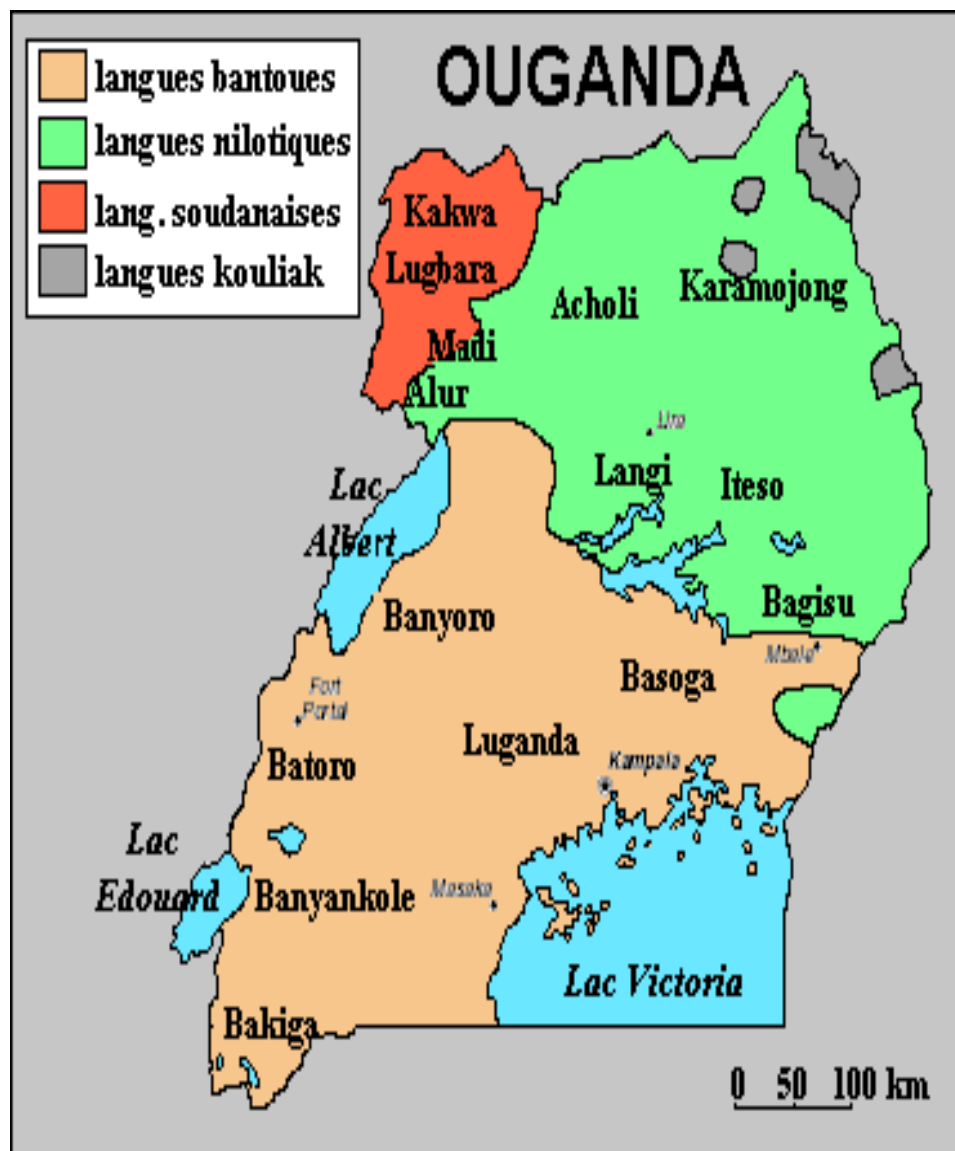 OUGANDA
langues bantoues
langues nilotiques
lang. soudanaises
langues kouliak
Kakwa
Lugbara
Acholi
Karamojong
Madi
Alur
Lira
Langi
Iteso
Lac
Albert
Banyoro
Bagisu
Mbale
Basoga
Fort
Portal
Luganda
Kampala
Batoro
Lac
Edouard
Banyankole
Masaka
Lac Victoria
Bakiga
0 50 100 km